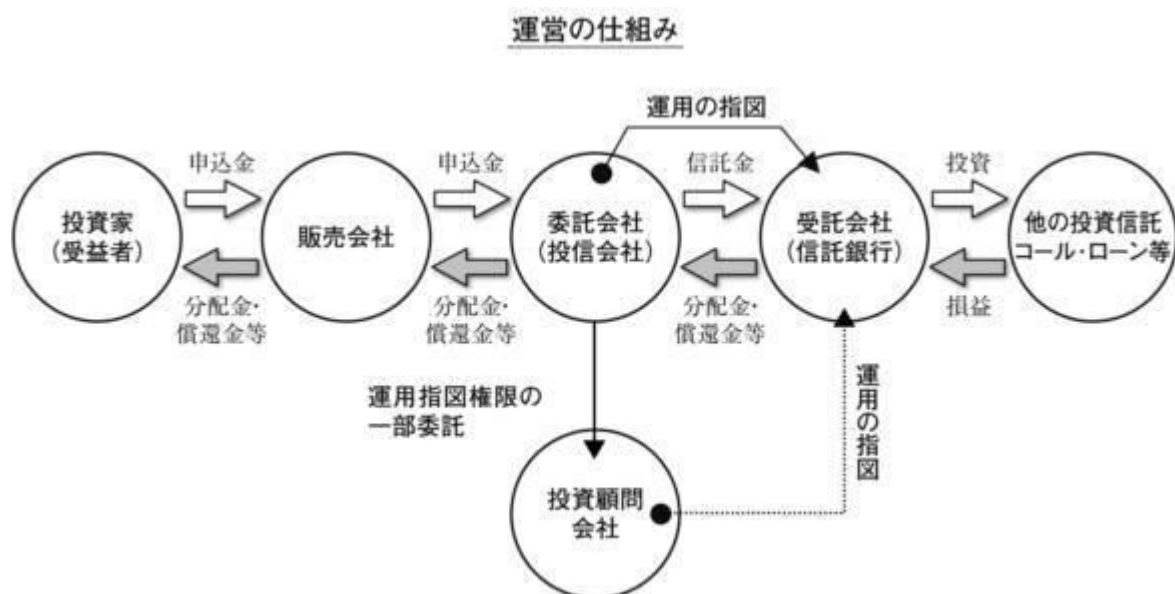 運営の仕組み
運用の指図
申込金
申込金
信託金
投資
投資家
（受益者）
販売会社
委託会社
（投信会社）
受託会社
（信託銀行）
他の投資信託
コール・ローン等
分配金・
償還金等
分配金・
償還金等
分配金・
償還金等
損益
運用指図権限の
一部委託
運用の指図
投資顧問
会社